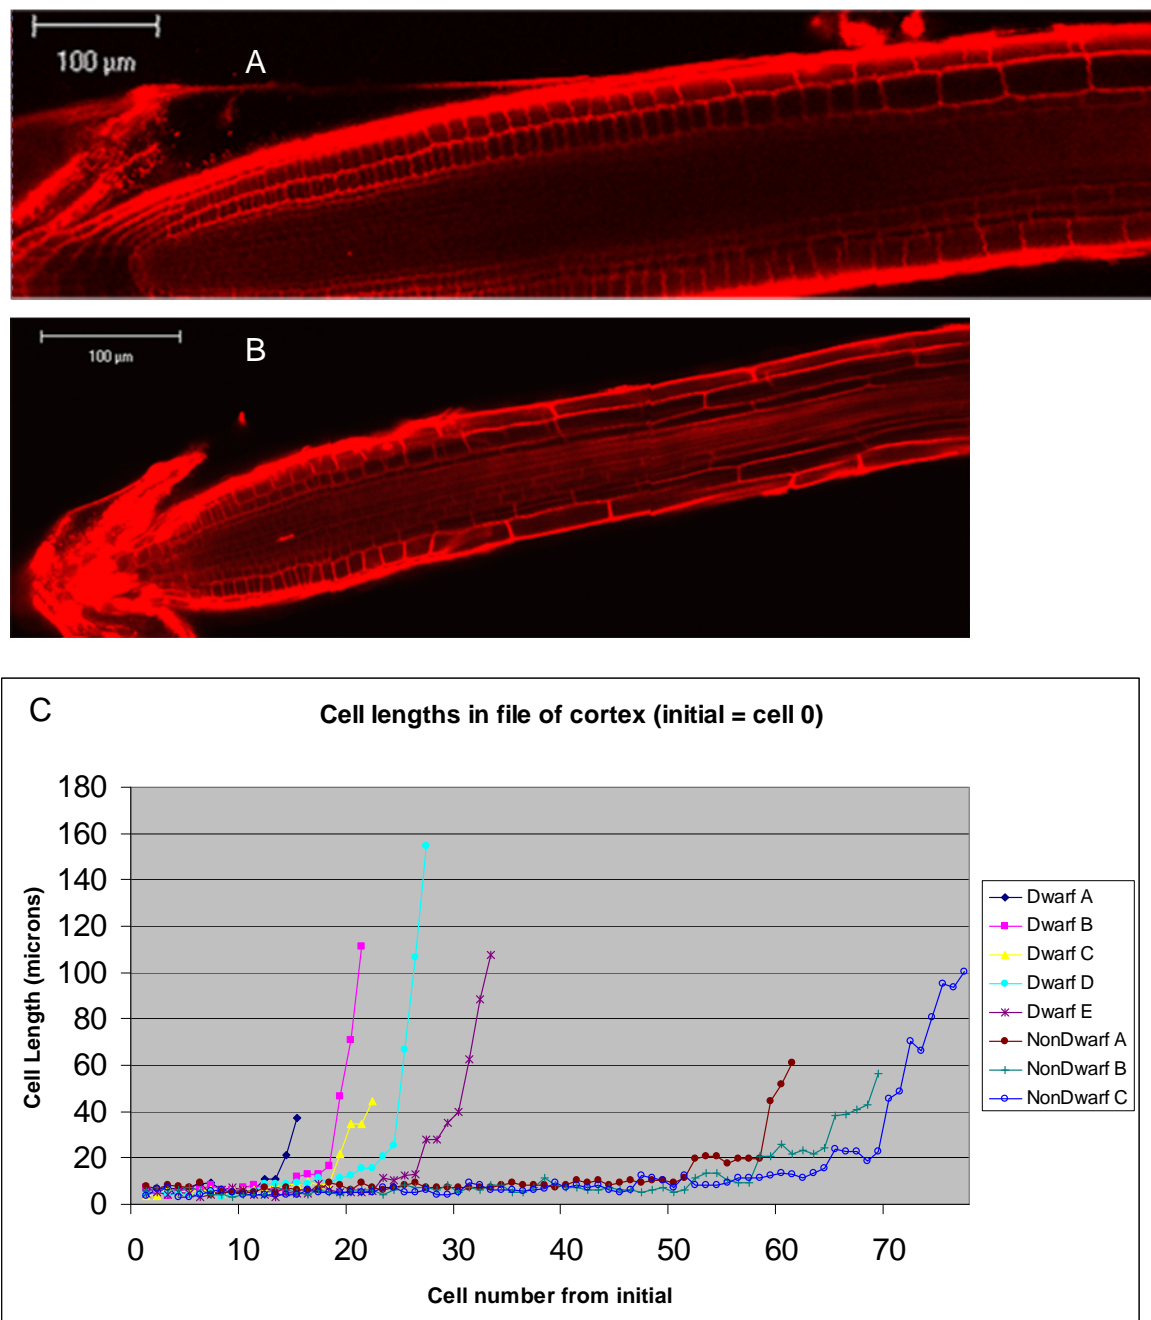 100 µm
A
100 µm
B
C
Cell lengths in file of cortex (initial = cell 0)
180
160
140
120
100
80
60
40
20
0
0 10 20 30 40 50 60 70
Cell Length (microns)
Cell number from initial
Dwarf A
Dwarf B
Dwarf C
Dwarf D
Dwarf E
NonDwarf A
NonDwarf B
NonDwarf C